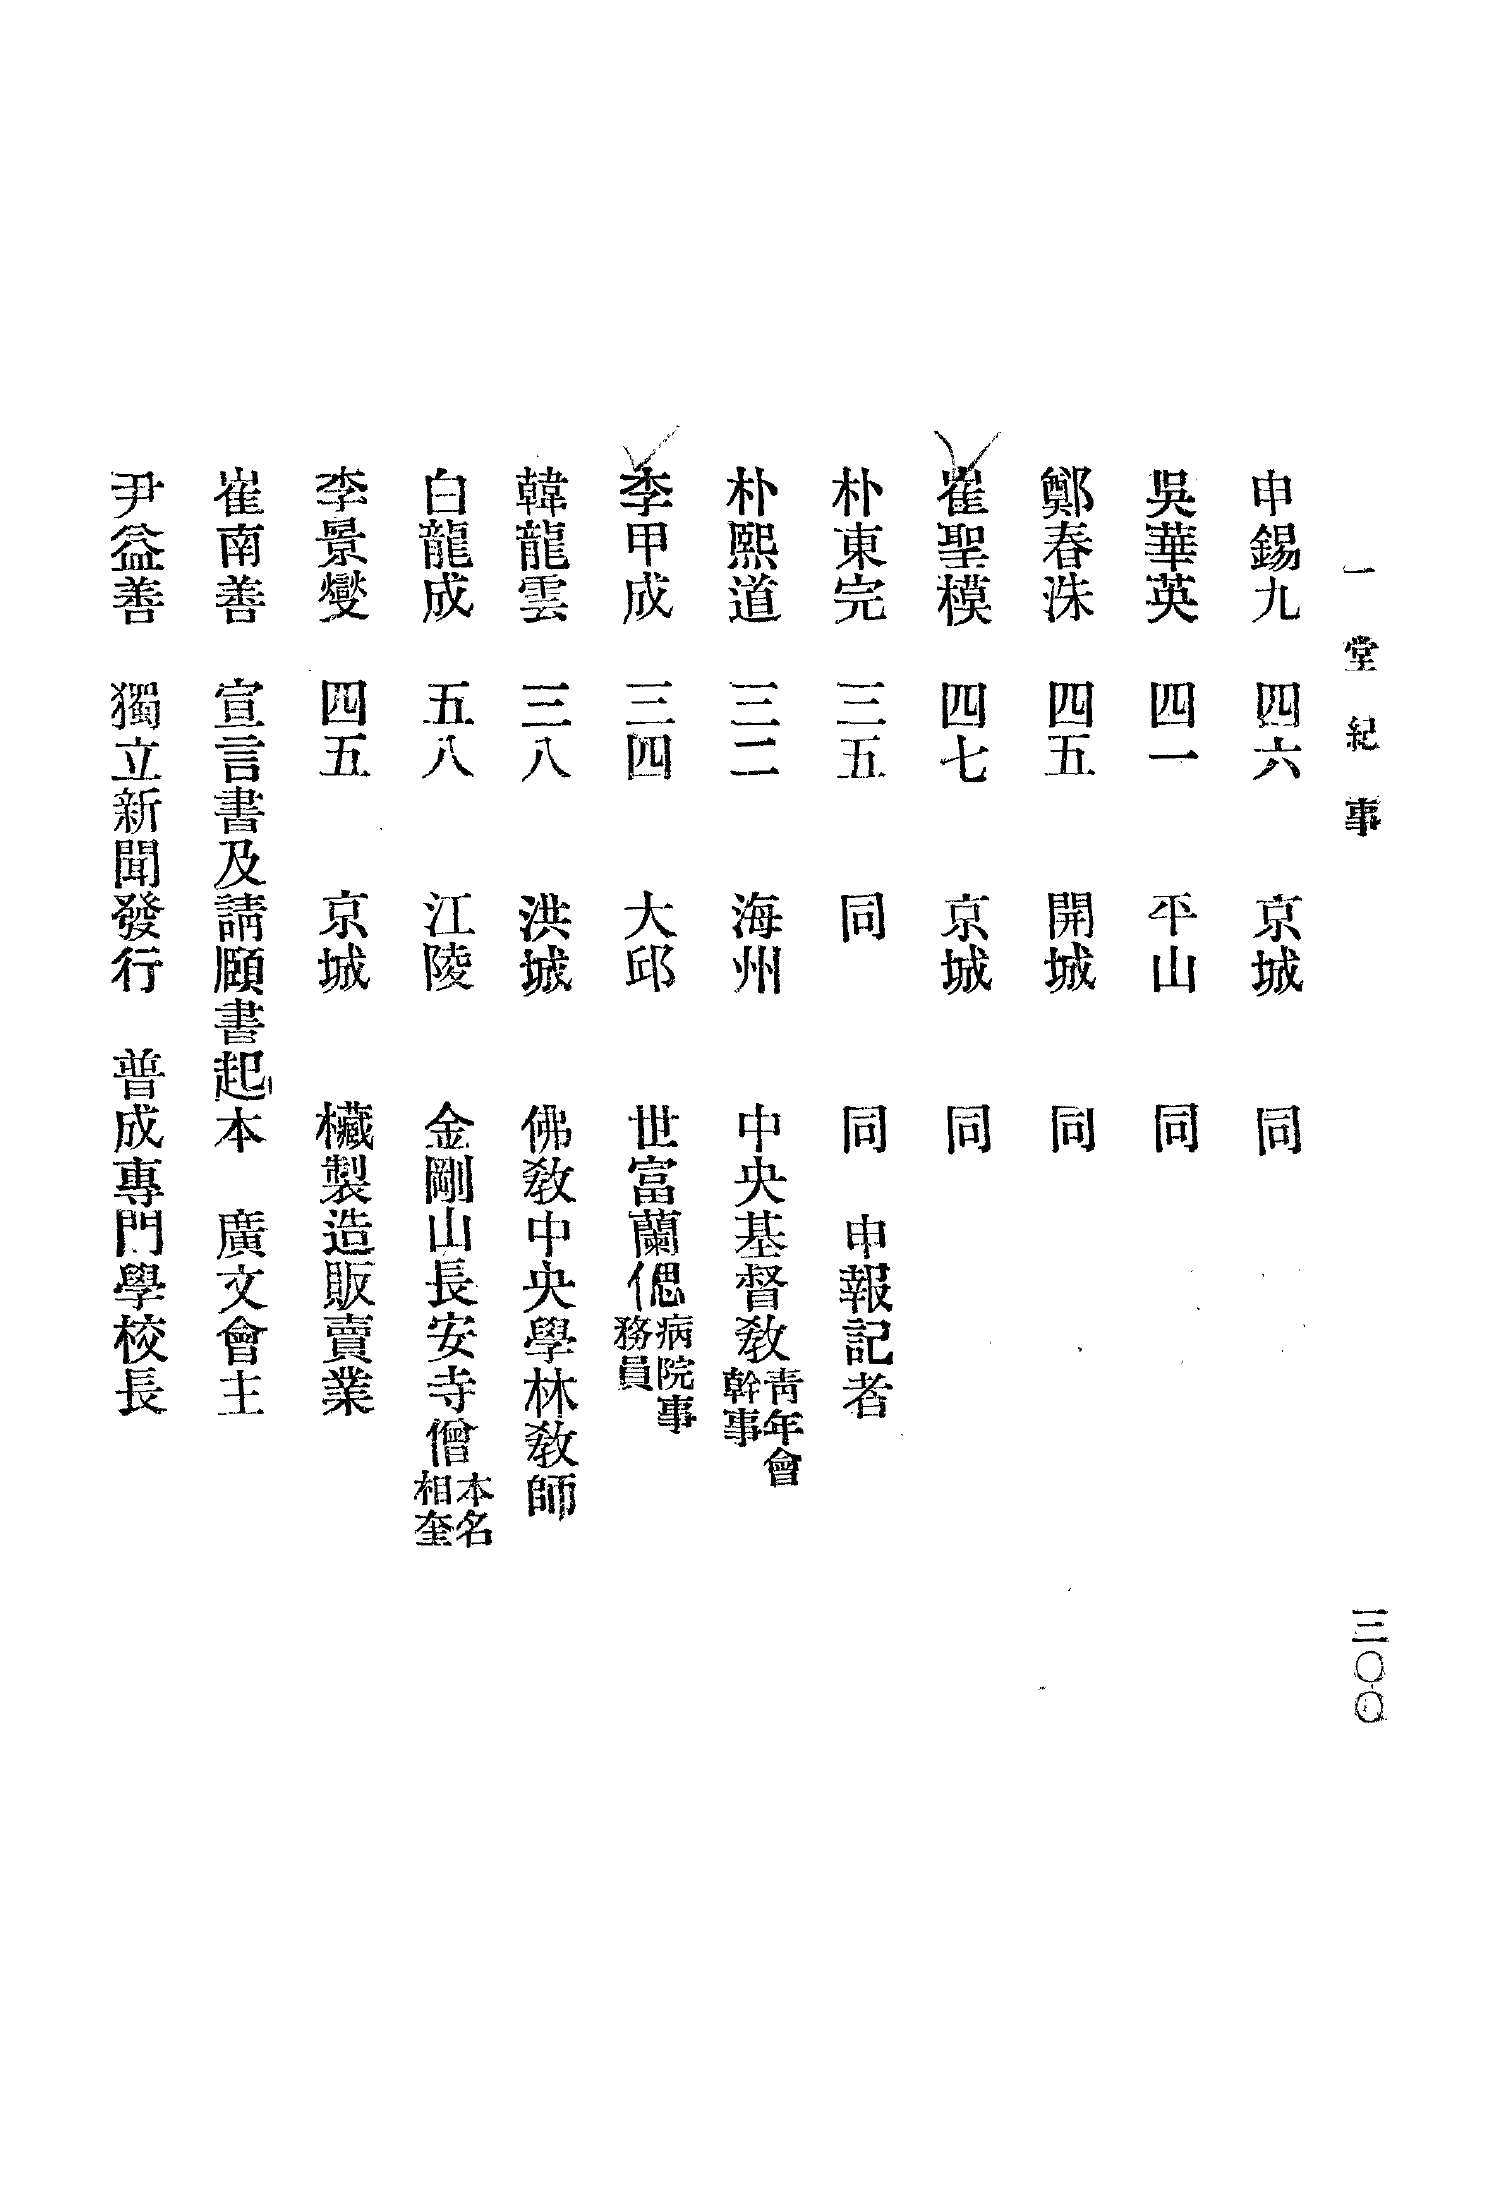 一堂紀事
三〇〇
申錫九 四六 京城 同
吳華英 四一 平山 同
鄭春洙 四五 開城 同
崔聖模 四七 京城 同
朴東完 三五 同 同 申報記者
朴熙道 三二 海州 中央基督敎青年會幹事
李甲成 三四 大邱 世富蘭偲病院事務員
韓龍雲 三八 洪城 佛敎中央學林敎師
白龍成 五八 江陵 金剛山長安寺僧本名相奎
李景燮 四五 京城 欌製造販賣業
崔南善 宣言書及請願書起本 廣文會主
尹益善 獨立新聞發行 普成專門學校長